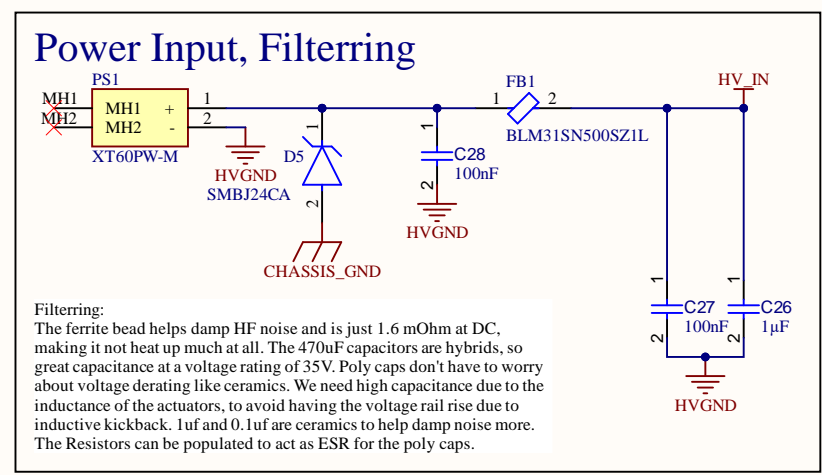 Power Input, Filterring
PS1
MH1
MH2
MH1 +
MH2 -
1
2
XT60PW-M
HVGND
D5
1
2
SMBJ24CA
CHASSIS_GND
1
C28
100nF
2
HVGND
FB1
1
2
BLM31SN500SZ1L
HV_IN
1
C27
100nF
2
1
C26
1µF
2
HVGND
Filterring:
The ferrite bead helps damp HF noise and is just 1.6 mOhm at DC,
making it not heat up much at all. The 470uF capacitors are hybrids, so
great capacitance at a voltage rating of 35V. Poly caps don't have to worry
about voltage derating like ceramics. We need high capacitance due to the
inductance of the actuators, to avoid having the voltage rail rise due to
inductive kickback. 1uf and 0.1uf are ceramics to help damp noise more.
The Resistors can be populated to act as ESR for the poly caps.